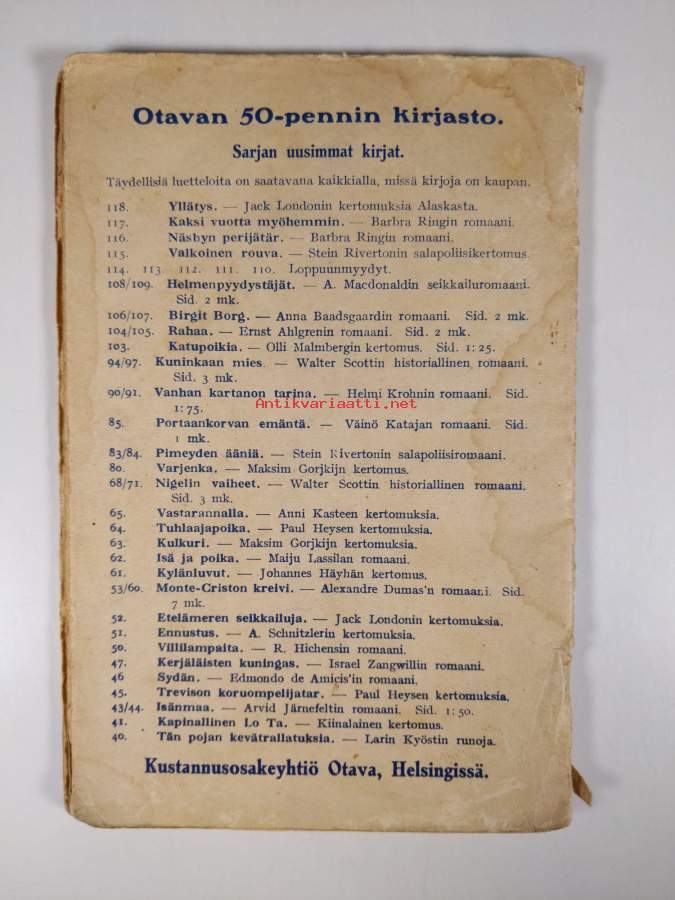 Otavan 50-pennin kirjasto.
Sarjan uusimmat kirjat.
Täydellisiä luetteloita on saatavana kaikkialla, missä kirjoja on kaupan.
118. Yllätys. — Jack Londonin kertomuksia Alaskasta.
117. Kaksi vuotta myöhemmin. — Barbra Ringin romaani.
116. Näsbyn perijätär. — Barbra Ringin romaani.
115. Valkoinen rouva. — Stein Rivertonin salapoliisikertomus.
114. 113. 112. 111. 110. Loppuunmyydyt.
108/109. Helmenpyydystäjät. — A. Macdonaldin seikkailuromaani.
Sid. 2 mk.
106/107. Birgit Borg. — Anna Baadsgaardin romaani. Sid. 2 mk.
104/105. Rahaa. — Ernst Ahlgrenin romaani. Sid. 2 mk.
103. Katupoikia. — Olli Malmbergin kertomus. Sid. 1:25.
94/97. Kuninkaan mies. — Walter Scottin historiallinen romaani.
Sid. 3 mk.
90/91. Vanhan kartanon tarina. — Helmi Krohnin romaani. Sid.
1:75.
Antikvariaatti.net
85. Portaankorvan emäntä. — Väinö Katajan romaani. Sid.
1 mk.
83/84. Pimeyden ääniä. — Stein Rivertonin salapoliisiromaani.
80. Varjenka. — Maksim Gorjkijn kertomus.
68/71. Nigelin vaiheet. — Walter Scottin historiallinen romaani.
Sid. 3 mk.
65. Vastarannalla. — Anni Kasteen kertomuksia.
64. Tuhlaajapoika. — Paul Heysen kertomuksia.
63. Kulkuri. — Maksim Gorjkijn kertomuksia.
62. Isä ja poika. — Maiju Lassilan romaani.
61. Kylänluvut. — Johannes Häyhän kertomus.
53/60. Monte-Criston kreivi. — Alexandre Dumas'n romaani. Sid.
7 mk.
52. Etelämeren seikkailuja. — Jack Londonin kertomuksia.
51. Ennustus. — A. Schnitzlerin kertomuksia.
50. Villilampaita. — R. Hichensin romaani.
47. Kerjäläisten kuningas. — Israel Zangwillin romaani.
46 Sydän. — Edmondo de Amicis'in romaani.
45. Trevison koruompelijatar. — Paul Heysen kertomuksia.
43/44. Isänmaa. — Arvid Järnefeltin romaani. Sid. 1:50.
41. Kapinallinen Lo Ta. — Kiinalainen kertomus.
40. Tän pojan kevätrallatuksia. — Larin Kyöstin runoja.
Kustannusosakeyhtiö Otava, Helsingissä.